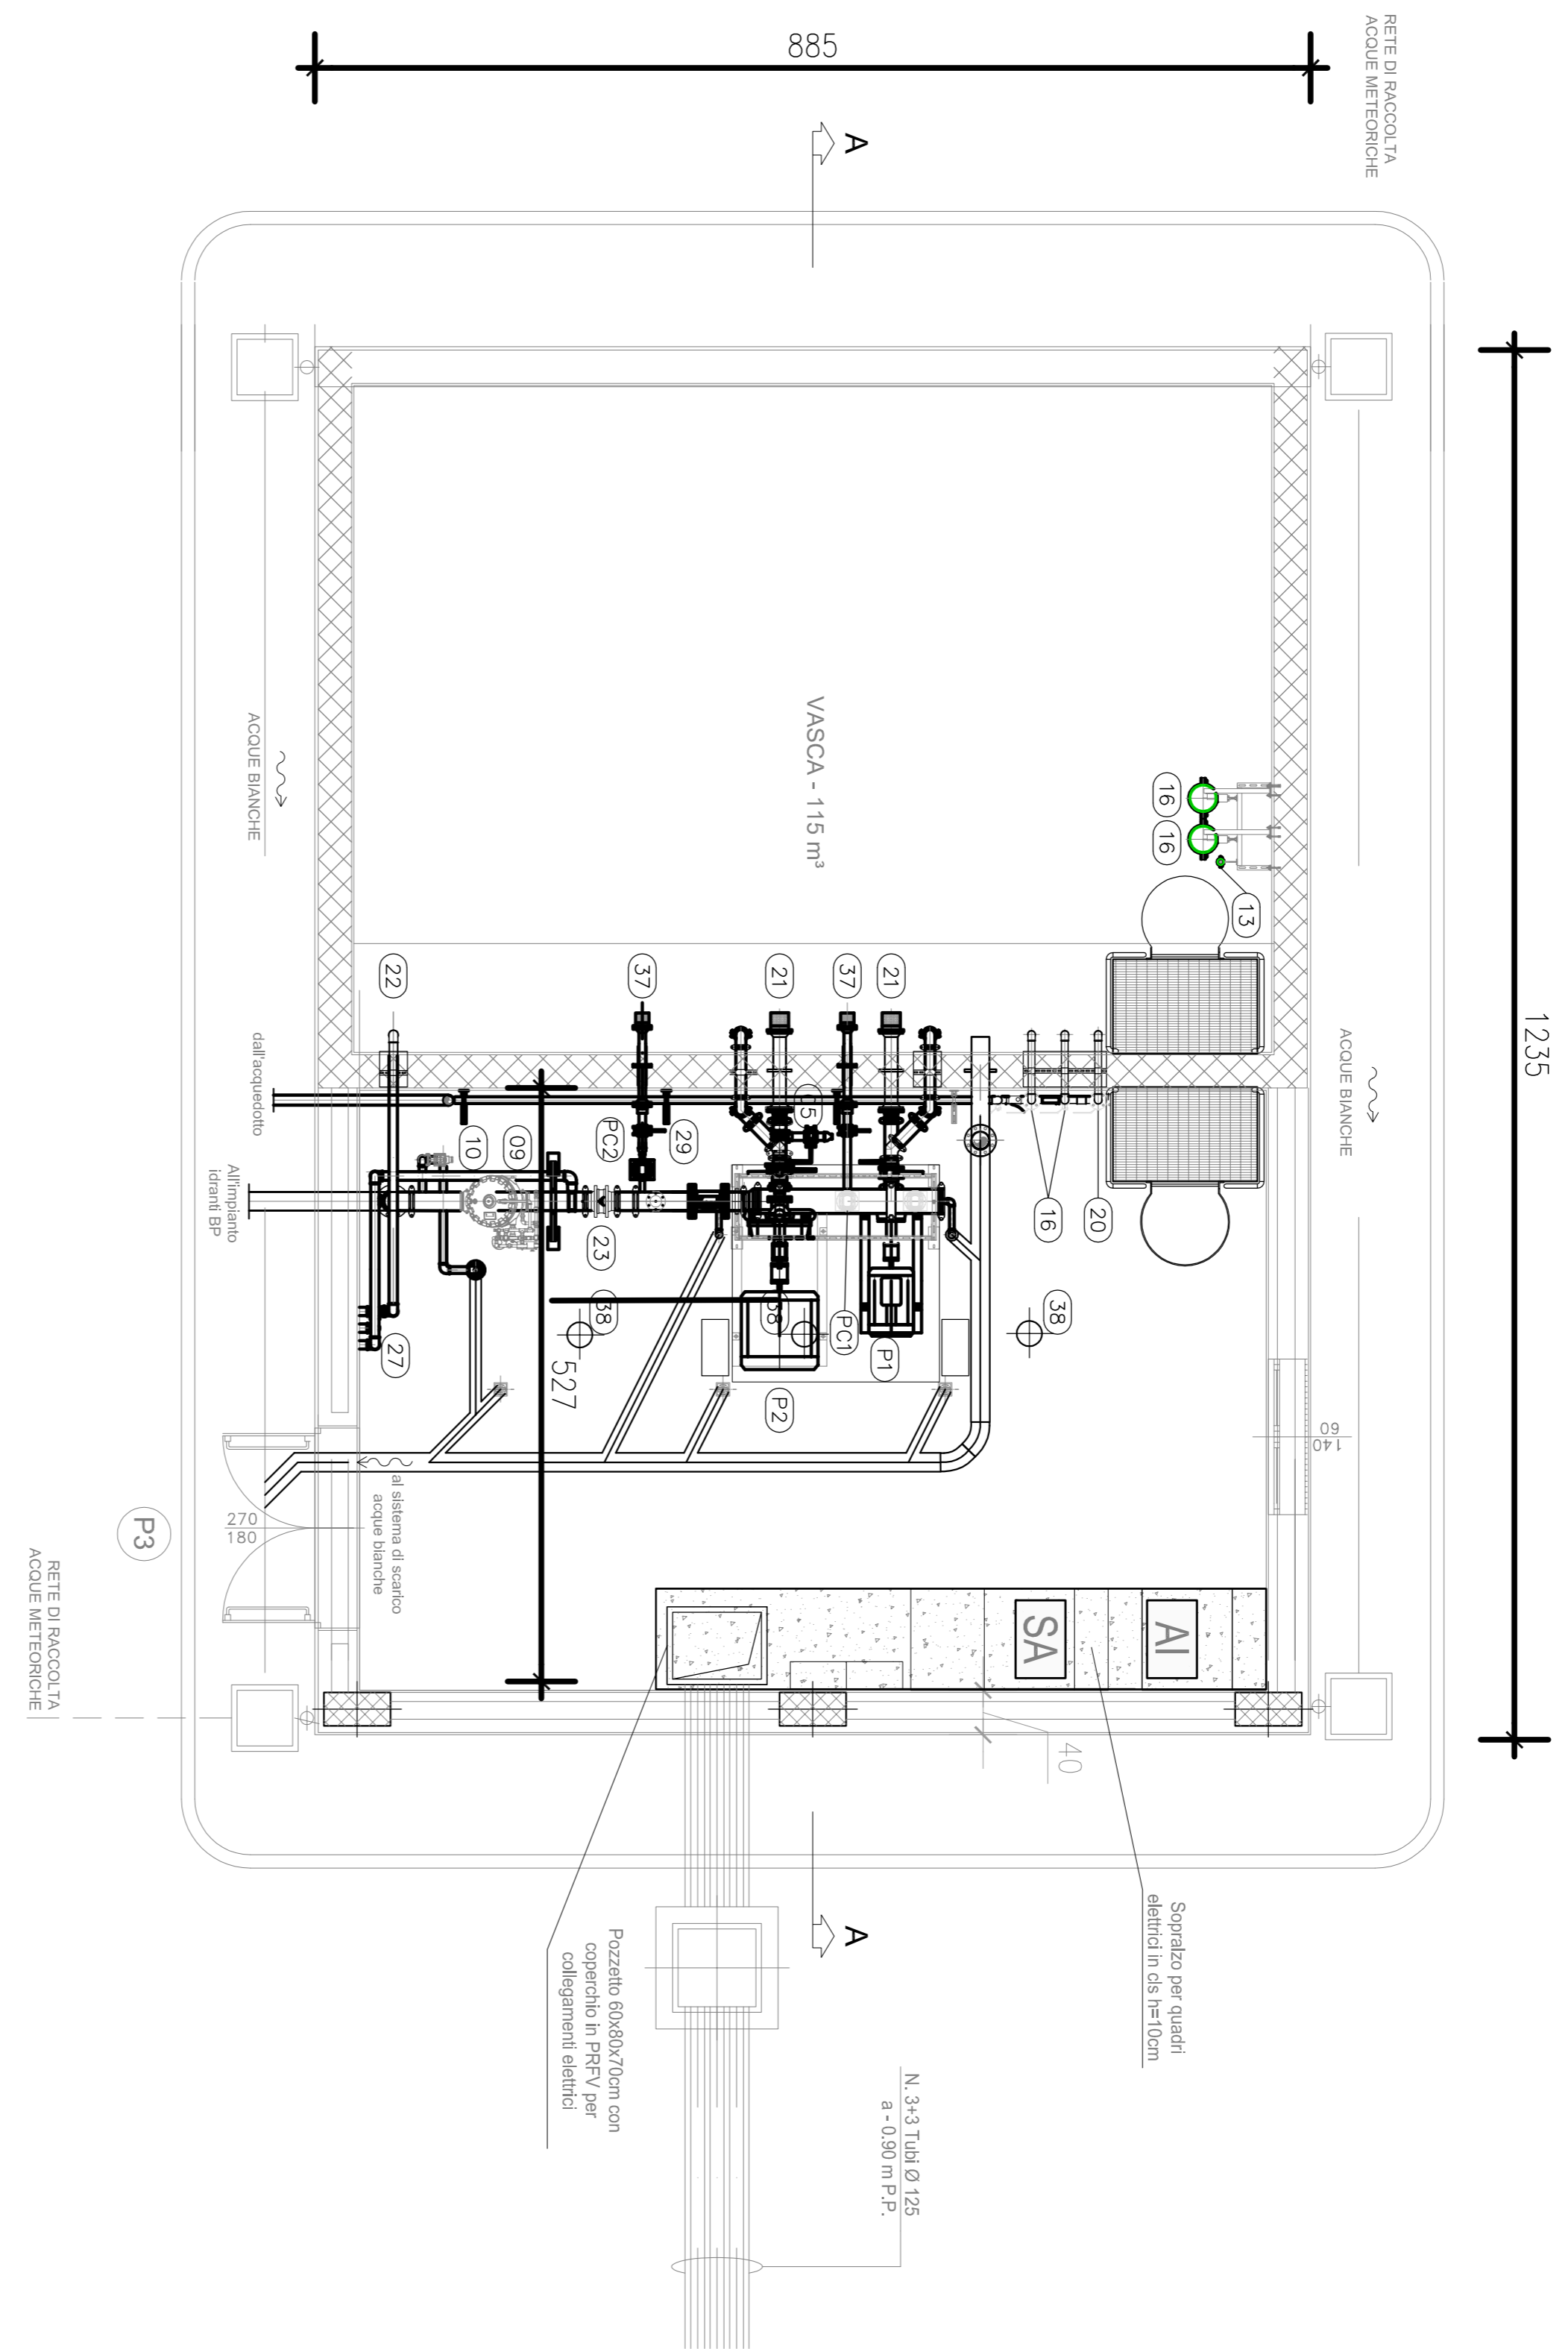 885
RETE DI RACCOLTA
ACQUE METEORICHE
A
1235
ACQUE BIANCHE
VASCA - 115 m³
16
16
13
ACQUE BIANCHE
22
37
21
37
21
dall'acquedotto
10
09
PC2
29
16
20
All'impianto
idranti BP
23
38
38
PC1
P1
38
27
527
P2
60
140
al sistema di scarico
acque bianche
270
180
P3
RETE DI RACCOLTA
ACQUE METEORICHE
SA
AI
40
A
Sopralzo per quadri
elettrici in cls h=10cm
Pozzetto 60x80x70cm con
coperchio in PRFV per
collegamenti elettrici
N. 3+3 Tubi Ø 125
a - 0.90 m P.P.